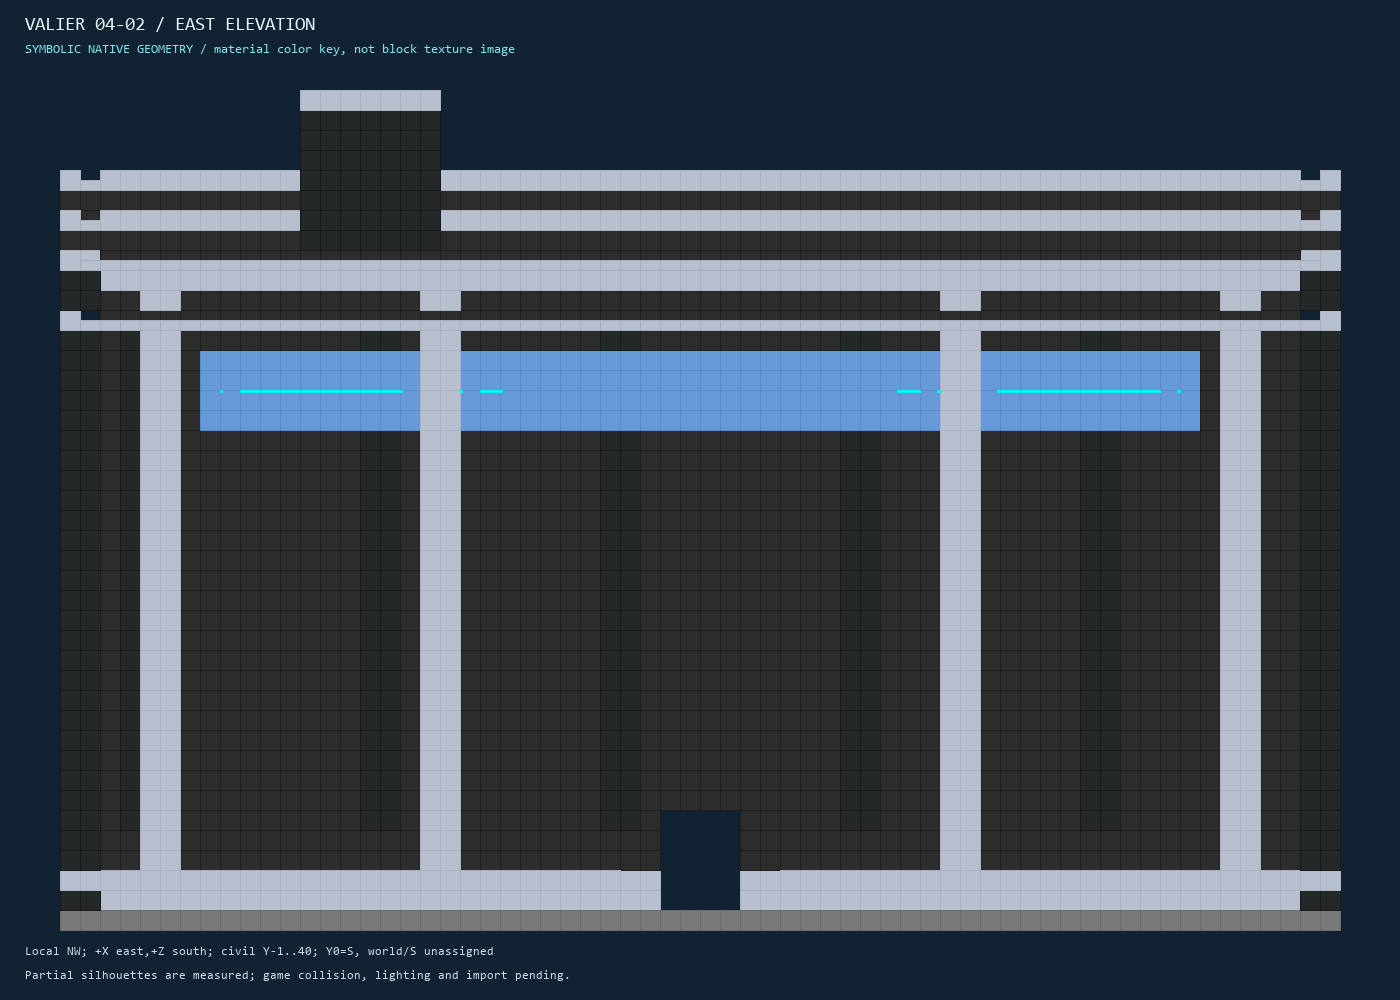 VALIER 04-02 / EAST ELEVATION
SYMBOLIC NATIVE GEOMETRY / material color key, not block texture image
Local NW; +X east,+Z south; civil Y-1..40; Y0=S, world/S unassigned
Partial silhouettes are measured; game collision, lighting and import pending.